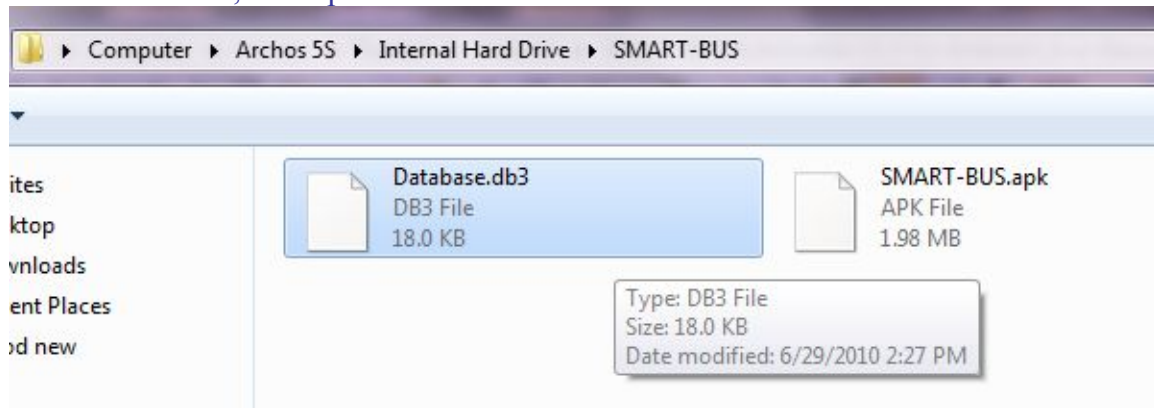 Computer ▸ Archos 5S ▸ Internal Hard Drive ▸ SMART-BUS
ites
ktop
vnloads
ent Places
od new
Database.db3
DB3 File
18.0 KB
SMART-BUS.apk
APK File
1.98 MB
Type: DB3 File
Size: 18.0 KB
Date modified: 6/29/2010 2:27 PM